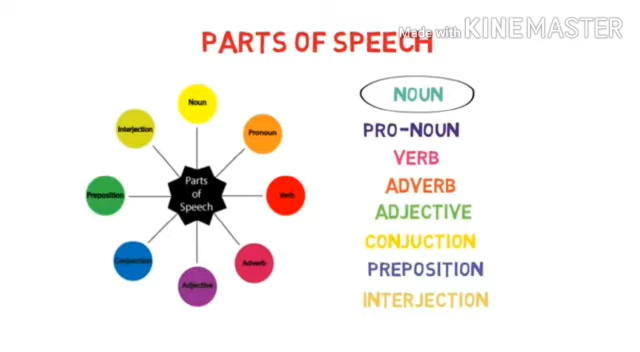 Made with KINEMASTER
PARTS OF SPEECH
Noun
Pronoun
Verb
Adverb
Adjective
Conjuction
Preposition
Interjection
Parts
of
Speech
NOUN
PRO-NOUN
VERB
ADVERB
ADJECTIVE
CONJUCTION
PREPOSITION
INTERJECTION